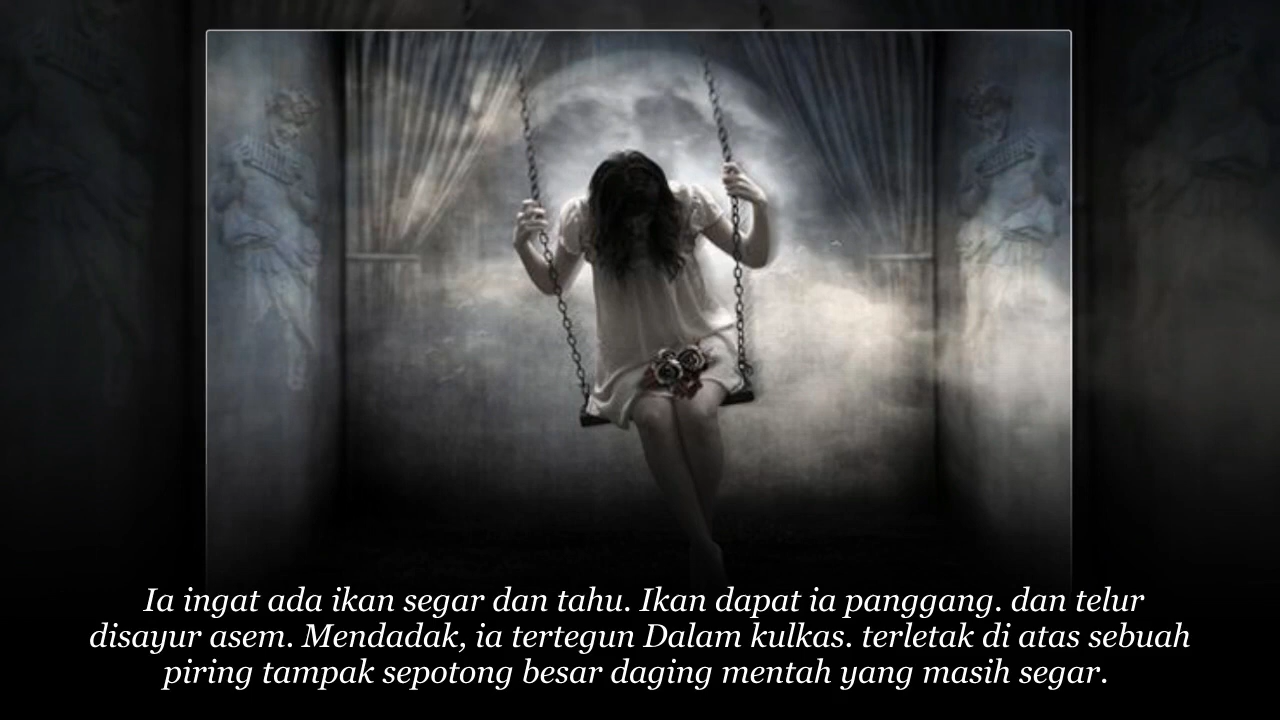 Ia ingat ada ikan segar dan tahu. Ikan dapat ia panggang. dan telur
disayur asem. Mendadak, ia tertegun Dalam kulkas. terletak di atas sebuah
piring tampak sepotong besar daging mentah yang masih segar.